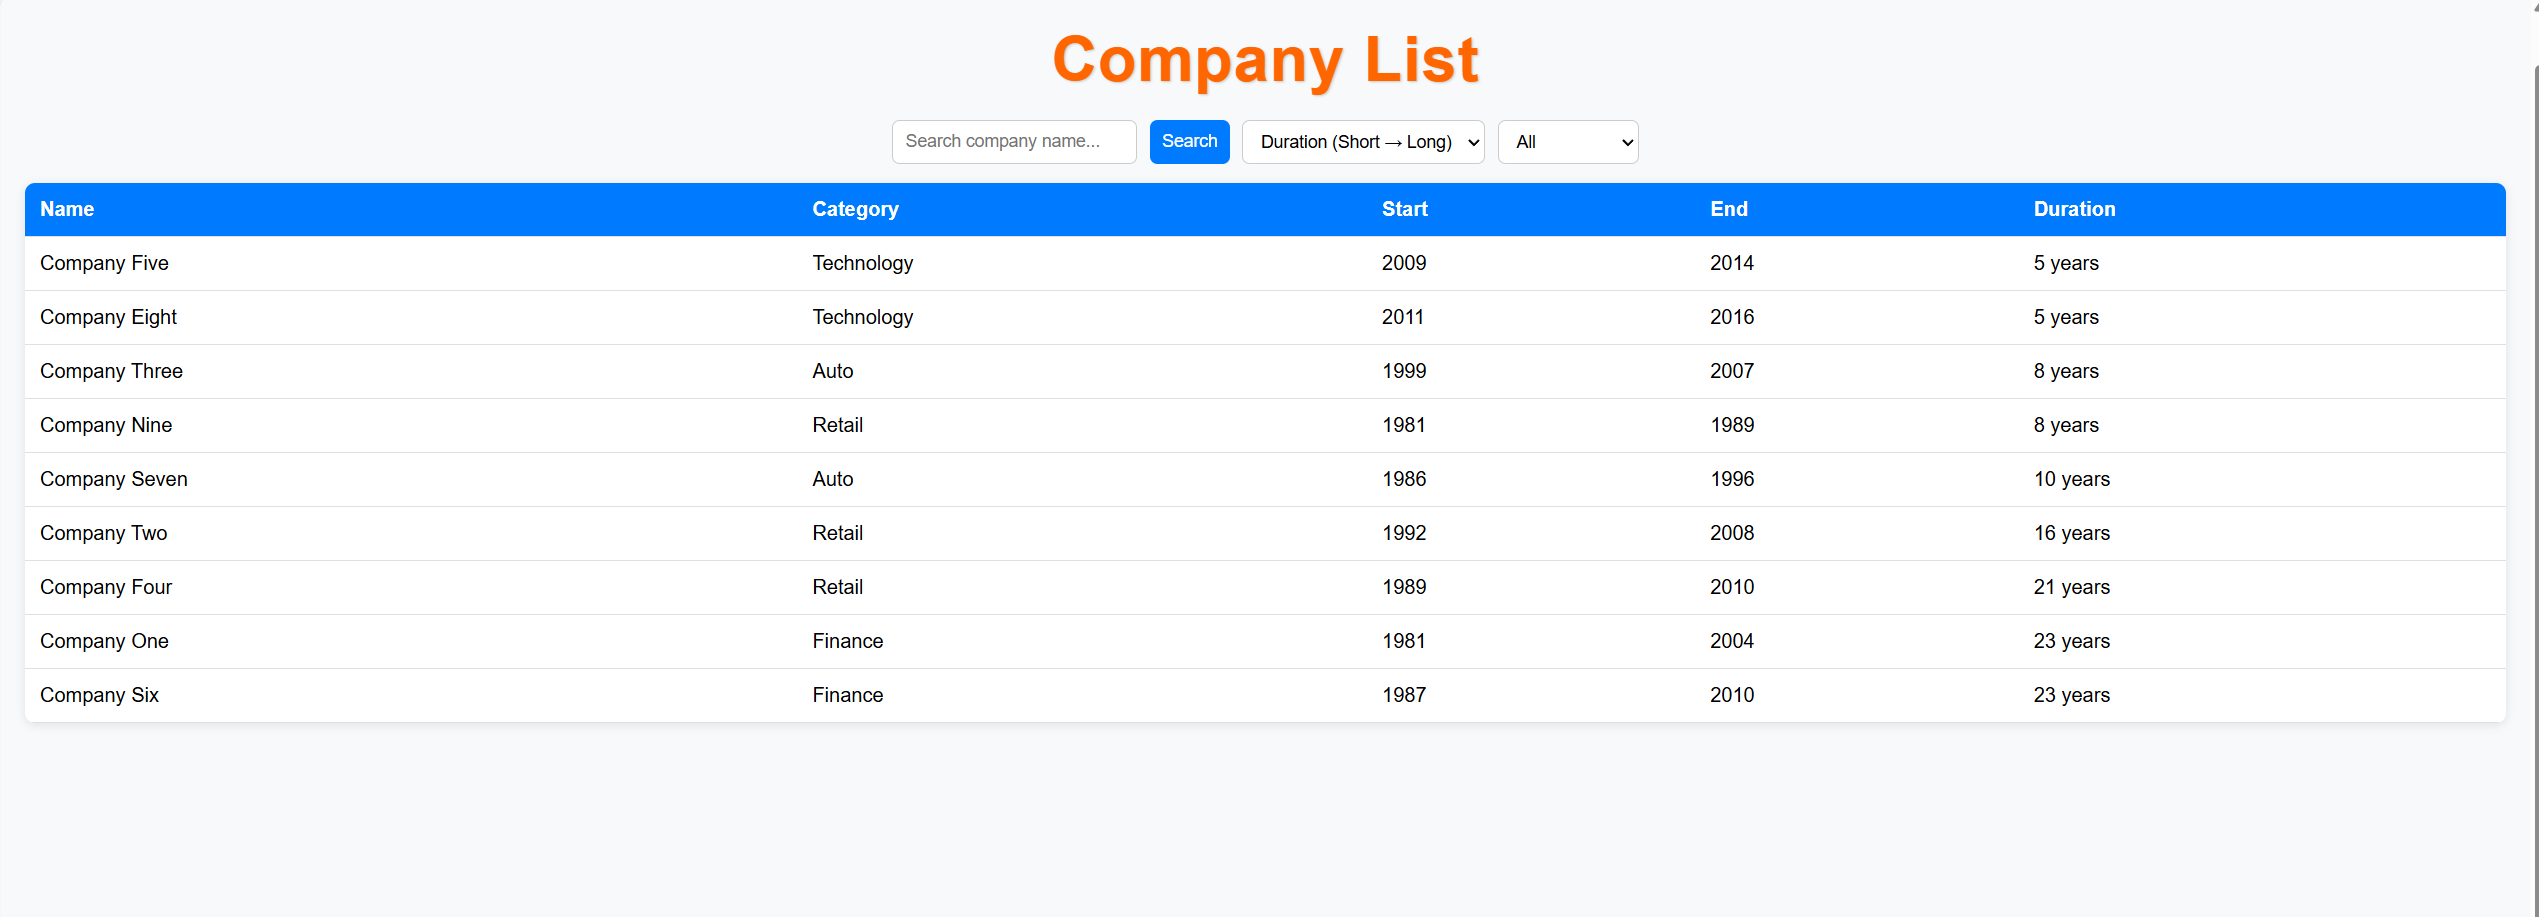 Company List
Search company name... Search Duration (Short → Long) All
Name Category Start End Duration
Company Five Technology 2009 2014 5 years
Company Eight Technology 2011 2016 5 years
Company Three Auto 1999 2007 8 years
Company Nine Retail 1981 1989 8 years
Company Seven Auto 1986 1996 10 years
Company Two Retail 1992 2008 16 years
Company Four Retail 1989 2010 21 years
Company One Finance 1981 2004 23 years
Company Six Finance 1987 2010 23 years